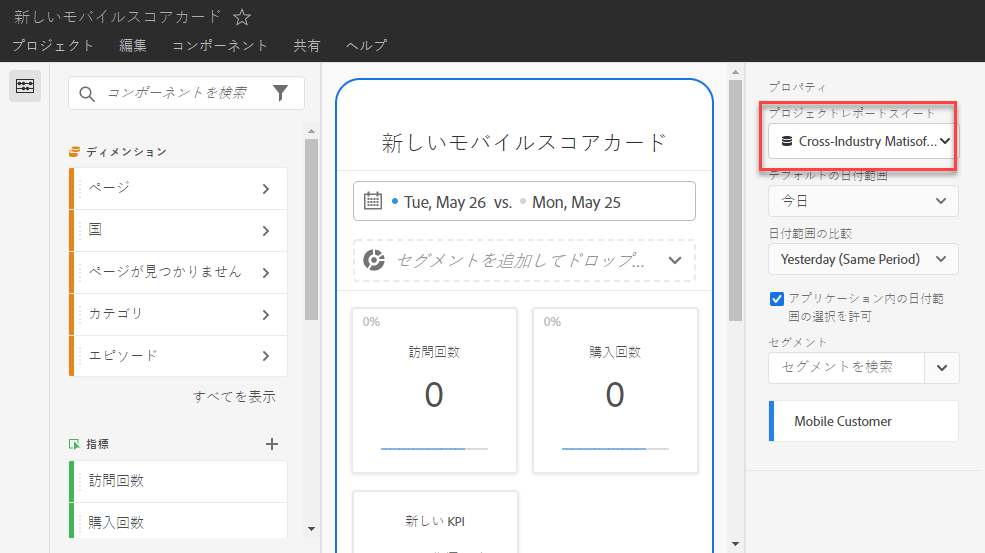 新しいモバイルスコアカード
プロジェクト 編集 コンポーネント 共有 ヘルプ
コンポーネントを検索
ディメンション
ページ
国
ページが見つかりません
カテゴリ
エピソード
すべてを表示
指標
訪問回数
購入回数
新しいモバイルスコアカード
Tue, May 26 vs. Mon, May 25
セグメントを追加してドロップ...
0%
訪問回数
0
0%
購入回数
0
新しい KPI
プロパティ
プロジェクトレポートスイート
Cross-Industry Matisof...
デフォルトの日付範囲
今日
日付範囲の比較
Yesterday (Same Period)
アプリケーション内の日付範
囲の選択を許可
セグメント
セグメントを検索
Mobile Customer